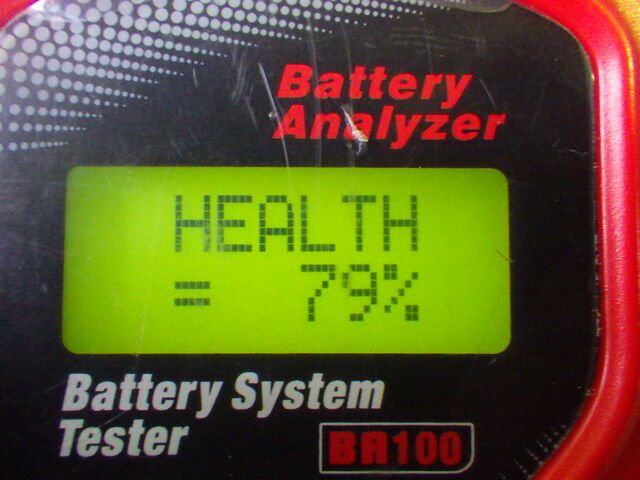 Battery
Analyzer
HEALTH
= 79%
Battery System
Tester
BA100